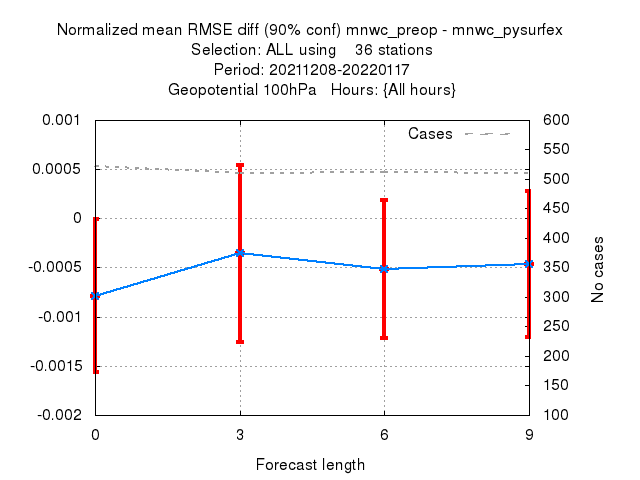 Normalized mean RMSE diff (90% conf) mnwc_preop - mnwc_pysurfex
Selection: ALL using    36 stations
Period: 20211208-20220117
Geopotential 100hPa   Hours: {All hours}
0.001
0.0005
0
-0.0005
-0.001
-0.0015
-0.002
Cases
600
550
500
450
400
350
300
250
200
150
100
No cases
0 3 6 9
Forecast length